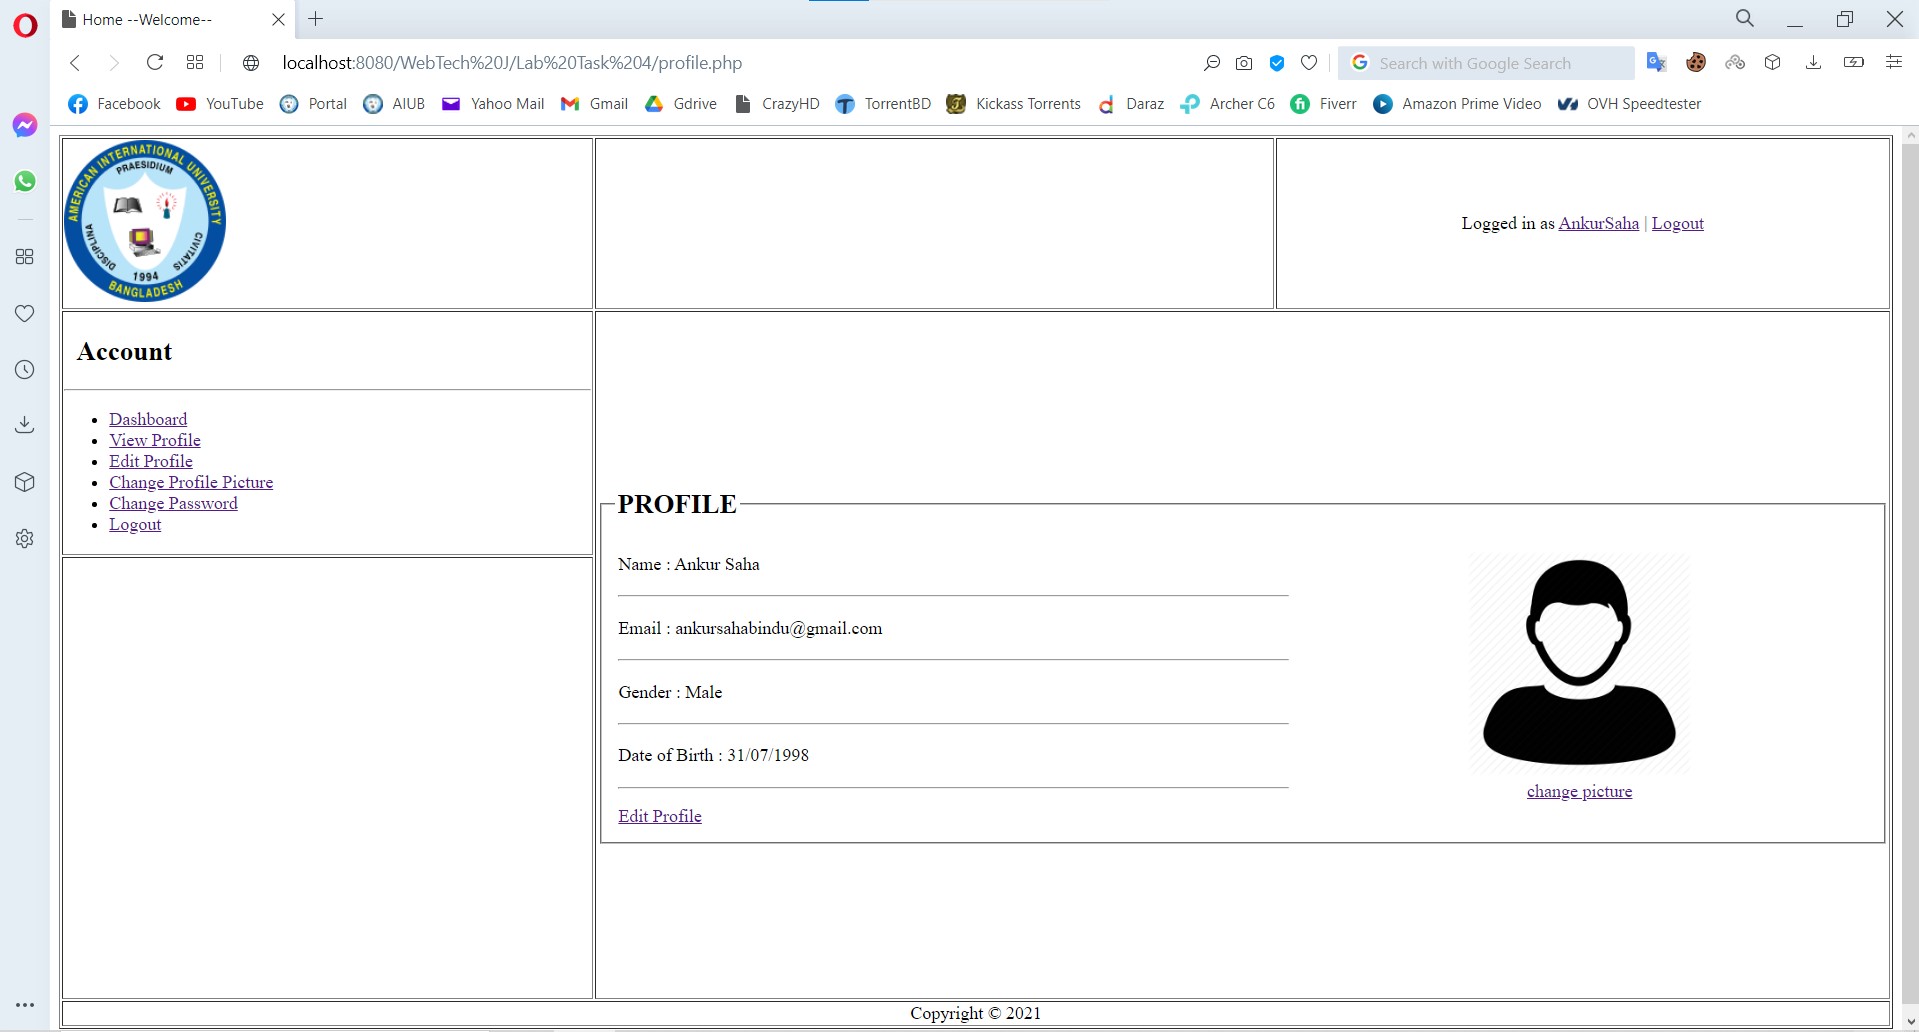 Home --Welcome--
localhost:8080/WebTech%20J/Lab%20Task%204/profile.php
Search with Google Search
Facebook YouTube Portal AIUB Yahoo Mail Gmail Gdrive CrazyHD TorrentBD Kickass Torrents Daraz Archer C6 Fiverr Amazon Prime Video OVH Speedtester
AMERICAN INTERNATIONAL UNIVERSITY
PRAESIDIUM
DISCIPLINA
CIVITATIS
1994
BANGLADESH
Logged in as AnkurSaha | Logout
Account
Dashboard
View Profile
Edit Profile
Change Profile Picture
Change Password
Logout
PROFILE
Name : Ankur Saha
Email : ankursahabindu@gmail.com
Gender : Male
Date of Birth : 31/07/1998
Edit Profile
change picture
Copyright © 2021